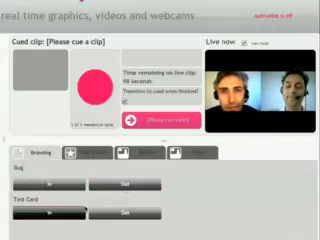 real time graphics, videos and webcams
Auto-pilot is off
Cued clip: [Please cue a clip]
Live now
Time remaining on live clip:
98 seconds
Transition to cued when finished?
[Please cue a clip]
Branding
Bug
In Out
Test Card
In Out